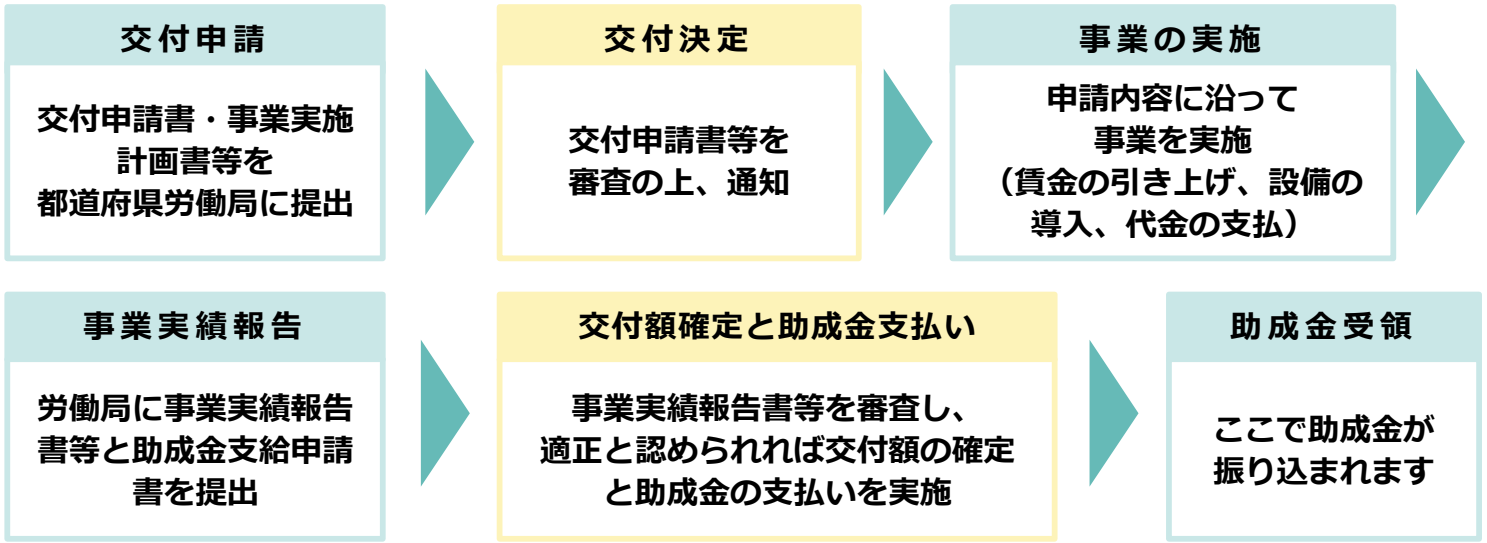 交付申請
交付申請書・事業実施
計画書等を
都道府県労働局に提出
交付決定
交付申請書等を
審査の上、通知
事業の実施
申請内容に沿って
事業を実施
（賃金の引き上げ、設備の
導入、代金の支払）
事業実績報告
労働局に事業実績報告
書等と助成金支給申請
書を提出
交付額確定と助成金支払い
事業実績報告書等を審査し、
適正と認められれば交付額の確定
と助成金の支払いを実施
助成金受領
ここで助成金が
振り込まれます